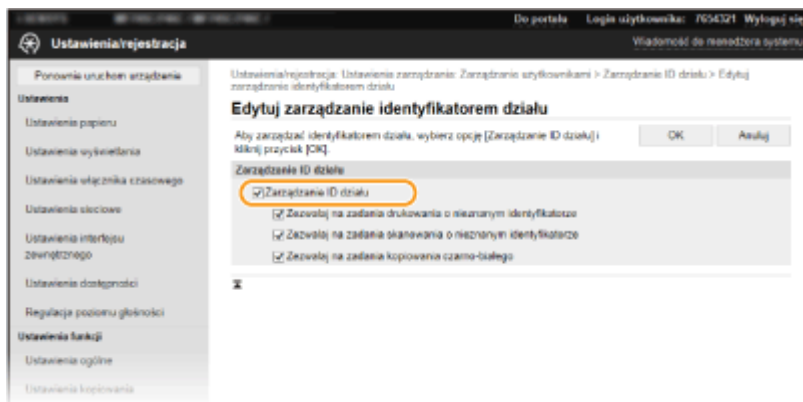 Do portalu Login użytkownika: 7654321 Wyloguj się
Ustawienia/rejestracja
Wiadomość do menedżera systemu
Ponownie uruchom urządzenie
Ustawienia
Ustawienia papieru
Ustawienia wyświetlania
Ustawienia włącznika czasowego
Ustawienia sieciowe
Ustawienia interfejsu
zewnętrznego
Ustawienia dostępności
Regulacja poziomu głośności
Ustawienia funkcji
Ustawienia ogólne
Ustawienia kopiowania
Ustawienia/rejestracja: Ustawienia zarządzania: Zarządzanie użytkownikami > Zarządzanie ID działu > Edytuj
zarządzanie identyfikatorem działu
Edytuj zarządzanie identyfikatorem działu
Aby zarządzać identyfikatorem działu, wybierz opcję [Zarządzanie ID działu] i
kliknij przycisk [OK].
OK Anuluj
Zarządzanie ID działu
Zarządzanie ID działu
Zezwalaj na zadania drukowania o nieznanym identyfikatorze
Zezwalaj na zadania skanowania o nieznanym identyfikatorze
Zezwalaj na zadania kopiowania czarno-białego